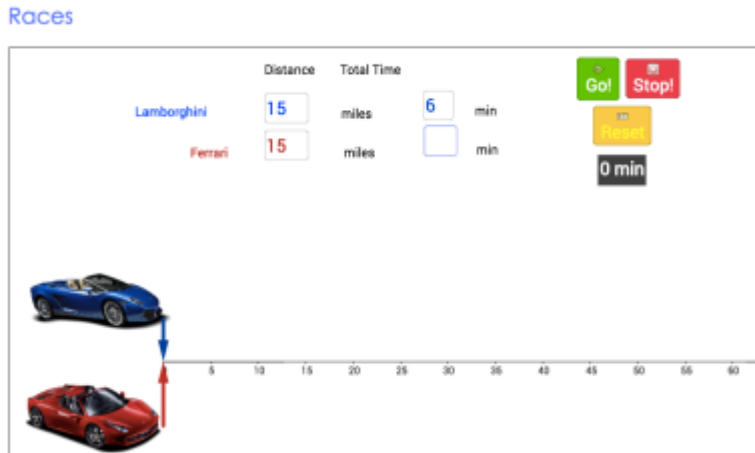 Races
Distance Total Time
Go! Stop!
Lamborghini 15 miles 6 min
Reset
Ferrari 15 miles min
0 min
5 10 15 20 25 30 35 40 45 50 55 60